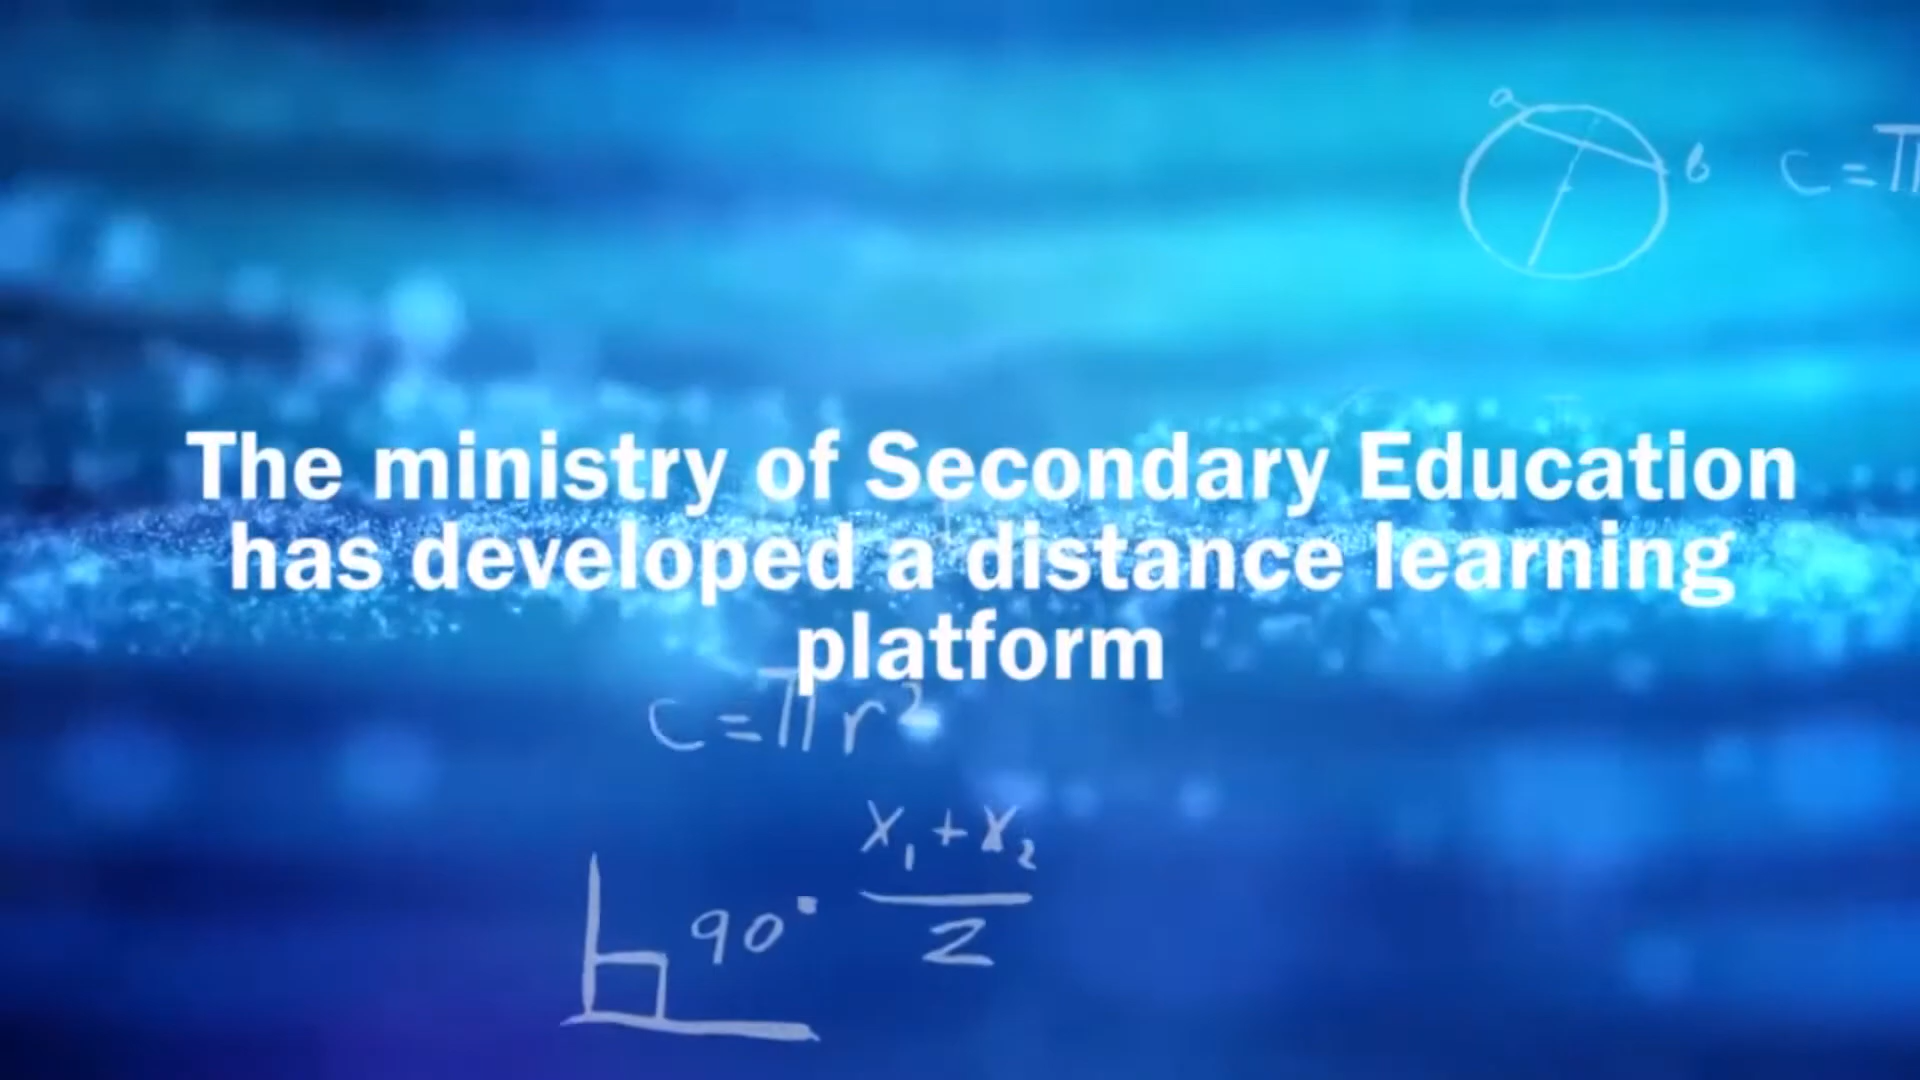 a
b
C=π
The ministry of Secondary Education
has developed a distance learning
platform
C=πr²
x₁+x₂
2
90°